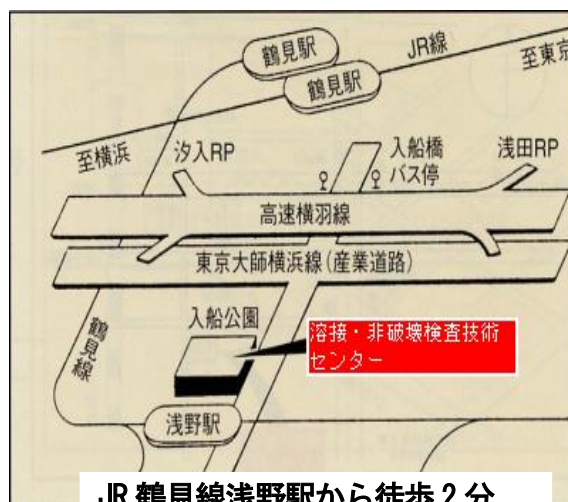 鶴見駅
JR線
至東京
鶴見駅
至横浜
汐入RP
入船橋
バス停
浅田RP
高速横羽線
東京大師横浜線(産業道路)
鶴見線
入船公園
溶接・非破壊検査技術
センター
浅野駅
JR鶴見線浅野駅から徒歩2分